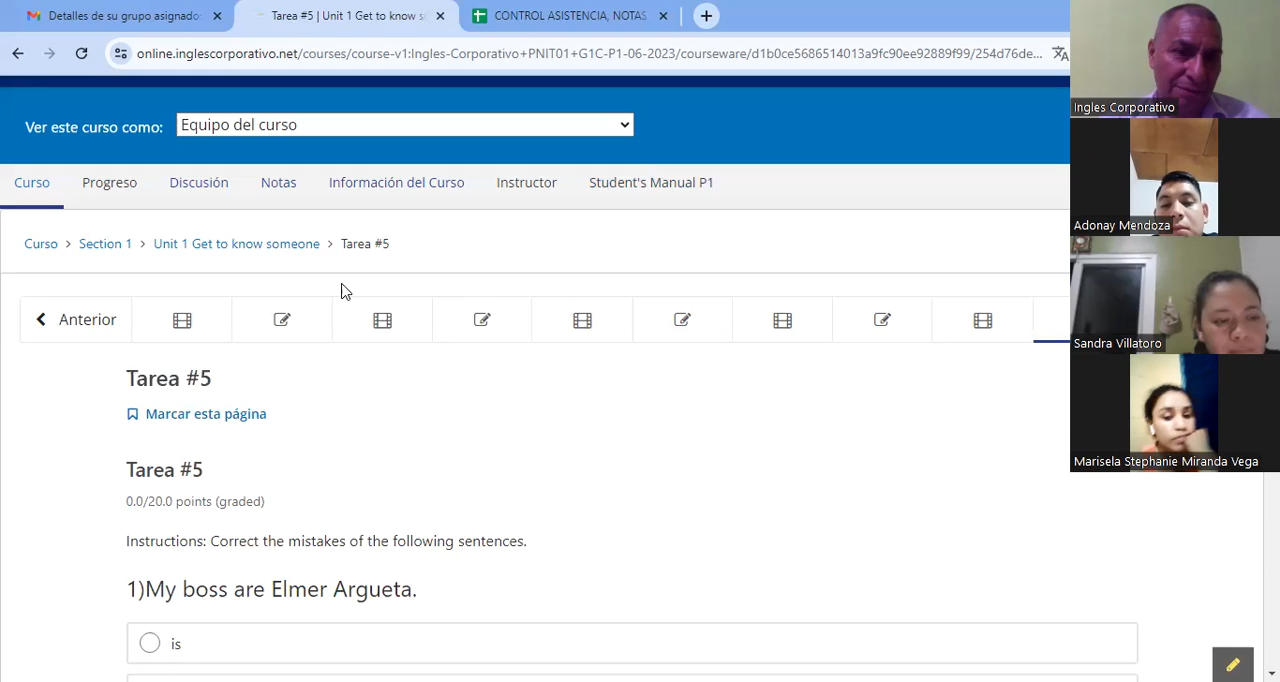 Detalles de su grupo asignado
Tarea #5 | Unit 1 Get to know s
CONTROL ASISTENCIA, NOTAS
online.inglescorporativo.net/courses/course-v1:Ingles-Corporativo+PNIT01+G1C-P1-06-2023/courseware/d1b0ce5686514013a9fc90ee92889f99/254d76de...
Ver este curso como:
Equipo del curso
Curso
Progreso
Discusión
Notas
Información del Curso
Instructor
Student's Manual P1
Curso > Section 1 > Unit 1 Get to know someone > Tarea #5
Anterior
Tarea #5
Marcar esta página
Tarea #5
0.0/20.0 points (graded)
Instructions: Correct the mistakes of the following sentences.
1)My boss are Elmer Argueta.
is
Ingles Corporativo
Adonay Mendoza
Sandra Villatoro
Marisela Stephanie Miranda Vega